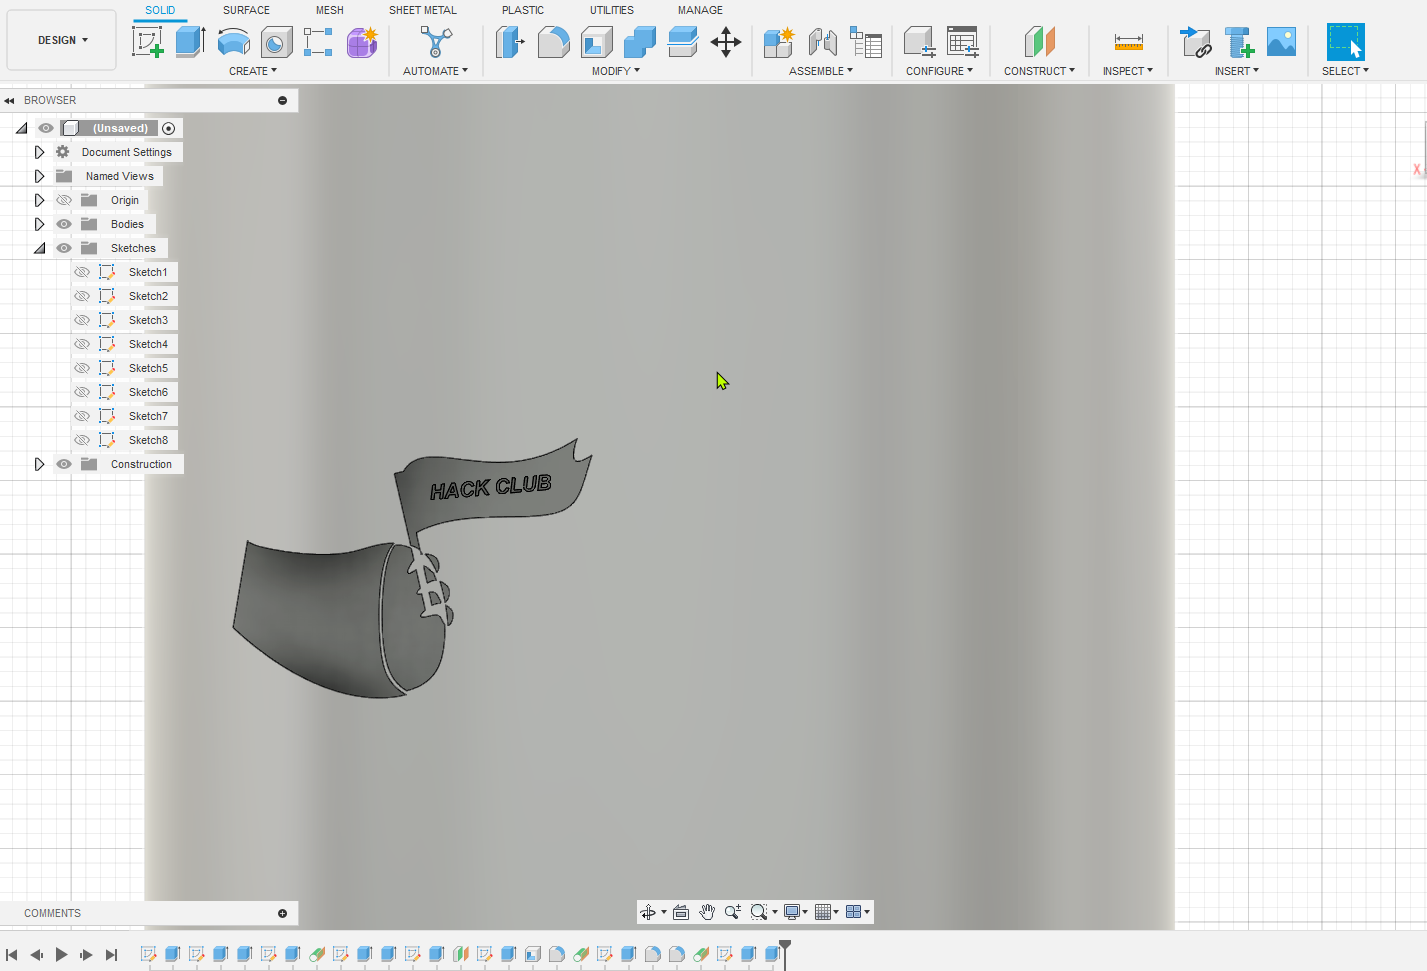 SOLID SURFACE MESH SHEET METAL PLASTIC UTILITIES MANAGE
DESIGN
CREATE AUTOMATE MODIFY ASSEMBLE CONFIGURE CONSTRUCT INSPECT INSERT SELECT
BROWSER
(Unsaved)
Document Settings
Named Views
Origin
Bodies
Sketches
Sketch1
Sketch2
Sketch3
Sketch4
Sketch5
Sketch6
Sketch7
Sketch8
Construction
X
HACK CLUB
COMMENTS